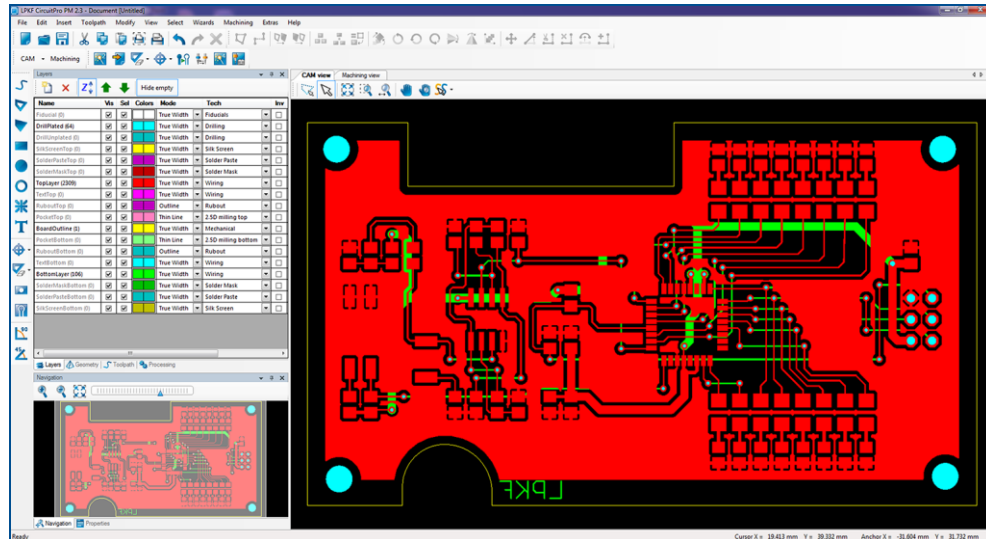 LPKF CircuitPro PM 2.3 - Document [Untitled]
File Edit Insert Toolpath Modify View Select Wizards Machining Extras Help
CAM - Machining
Layers
Hide empty
Name Vis Sel Colors Mode Tech Inv
Fiducial (0) True Width Fiducials
DrillPlated (64) True Width Drilling
DrillUnplated (0) True Width Drilling
SilkScreenTop (0) True Width Silk Screen
SolderPasteTop (0) True Width Solder Paste
SolderMaskTop (0) True Width Solder Mask
TopLayer (2309) True Width Wiring
TextTop (0) True Width Wiring
RuboutTop (0) Outline Rubout
PocketTop (0) Thin Line 2.5D milling top
BoardOutline (1) True Width Mechanical
PocketBottom (0) Thin Line 2.5D milling bottom
RuboutBottom (0) Outline Rubout
TextBottom (0) True Width Wiring
BottomLayer (106) True Width Wiring
SolderMaskBottom (0) True Width Solder Mask
SolderPasteBottom (0) True Width Solder Paste
SilkScreenBottom (0) True Width Silk Screen
Layers Geometry Toolpath Processing
Navigation
Navigation Properties
CAM view Machining view
LPKF
Ready
Cursor X = 19.413 mm Y = 39.332 mm Anchor X = -31.604 mm Y = 31.732 mm